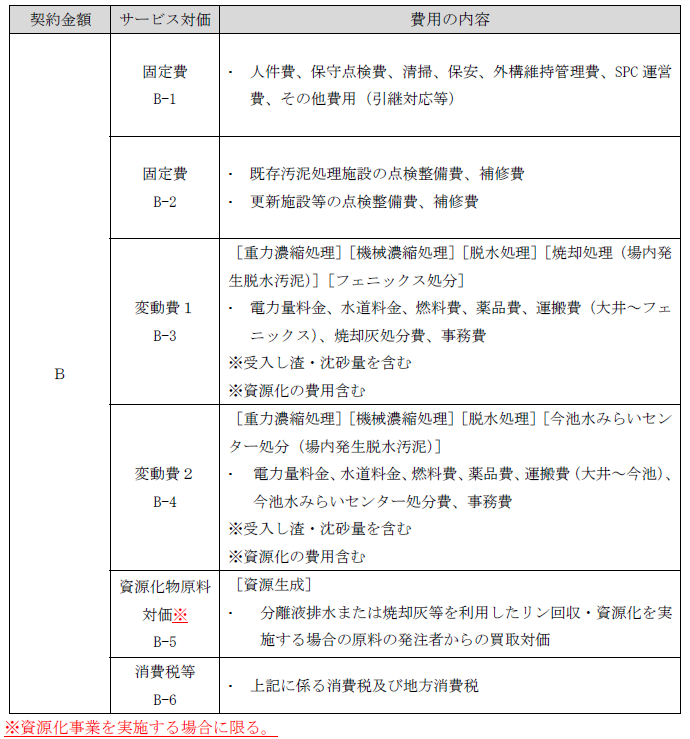 契約金額 サービス対価 費用の内容
B
固定費
B-1
・ 人件費、保守点検費、清掃、保安、外構維持管理費、SPC 運営
費、その他費用（引継対応等）
固定費
B-2
・ 既存汚泥処理施設の点検整備費、補修費
・ 更新施設等の点検整備費、補修費
変動費１
B-3
［重力濃縮処理］［機械濃縮処理］［脱水処理］［焼却処理（場内発
生脱水汚泥）］［フェニックス処分］
・ 電力量料金、水道料金、燃料費、薬品費、運搬費（大井～フェ
ニックス）、焼却灰処分費、事務費
※受入し渣・沈砂量を含む
※資源化の費用含む
変動費２
B-4
［重力濃縮処理］［機械濃縮処理］［脱水処理］［今池水みらいセン
ター処分（場内発生脱水汚泥）］
・ 電力量料金、水道料金、燃料費、薬品費、運搬費（大井～今池）、
今池水みらいセンター処分費、事務費
※受入し渣・沈砂量を含む
※資源化の費用含む
資源化物原料
対価※
B-5
［資源生成］
・ 分離液排水または焼却灰等を利用したリン回収・資源化を実
施する場合の原料の発注者からの買取対価
消費税等
B-6
・ 上記に係る消費税及び地方消費税
※資源化事業を実施する場合に限る。